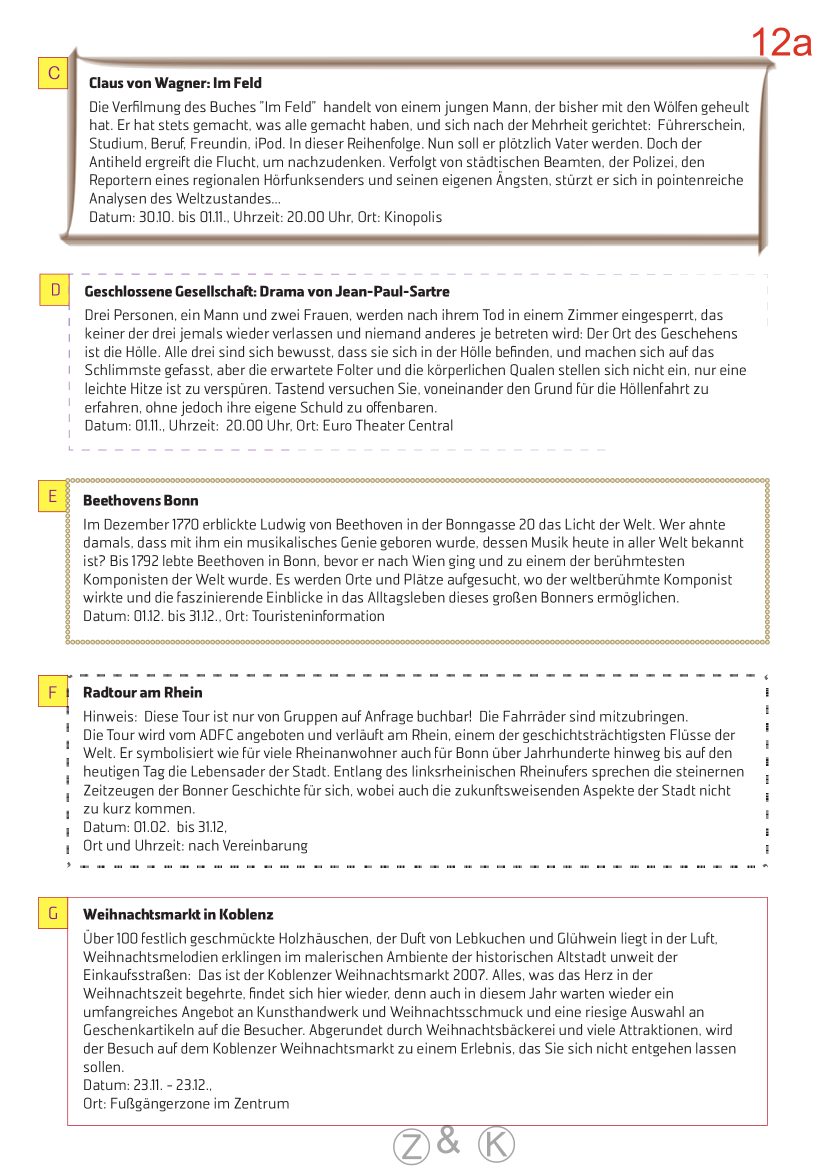 12a
C
Claus von Wagner: Im Feld
Die Verfilmung des Buches "Im Feld" handelt von einem jungen Mann, der bisher mit den Wölfen geheult
hat. Er hat stets gemacht, was alle gemacht haben, und sich nach der Mehrheit gerichtet: Führerschein,
Studium, Beruf, Freundin, iPod. In dieser Reihenfolge. Nun soll er plötzlich Vater werden. Doch der
Antiheld ergreift die Flucht, um nachzudenken. Verfolgt von städtischen Beamten, der Polizei, den
Reportern eines regionalen Hörfunksenders und seinen eigenen Ängsten, stürzt er sich in pointenreiche
Analysen des Weltzustandes...
Datum: 30.10. bis 01.11., Uhrzeit: 20.00 Uhr, Ort: Kinopolis
D
Geschlossene Gesellschaft: Drama von Jean-Paul-Sartre
Drei Personen, ein Mann und zwei Frauen, werden nach ihrem Tod in einem Zimmer eingesperrt, das
keiner der drei jemals wieder verlassen und niemand anderes je betreten wird: Der Ort des Geschehens
ist die Hölle. Alle drei sind sich bewusst, dass sie sich in der Hölle befinden, und machen sich auf das
Schlimmste gefasst, aber die erwartete Folter und die körperlichen Qualen stellen sich nicht ein, nur eine
leichte Hitze ist zu verspüren. Tastend versuchen Sie, voneinander den Grund für die Höllenfahrt zu
erfahren, ohne jedoch ihre eigene Schuld zu offenbaren.
Datum: 01.11., Uhrzeit: 20.00 Uhr, Ort: Euro Theater Central
E
Beethovens Bonn
Im Dezember 1770 erblickte Ludwig von Beethoven in der Bonngasse 20 das Licht der Welt. Wer ahnte
damals, dass mit ihm ein musikalisches Genie geboren wurde, dessen Musik heute in aller Welt bekannt
ist? Bis 1792 lebte Beethoven in Bonn, bevor er nach Wien ging und zu einem der berühmtesten
Komponisten der Welt wurde. Es werden Orte und Plätze aufgesucht, wo der weltberühmte Komponist
wirkte und die faszinierende Einblicke in das Alltagsleben dieses großen Bonners ermöglichen.
Datum: 01.12. bis 31.12., Ort: Touristeninformation
F
Radtour am Rhein
Hinweis: Diese Tour ist nur von Gruppen auf Anfrage buchbar! Die Fahrräder sind mitzubringen.
Die Tour wird vom ADFC angeboten und verläuft am Rhein, einem der geschichtsträchtigsten Flüsse der
Welt. Er symbolisiert wie für viele Rheinanwohner auch für Bonn über Jahrhunderte hinweg bis auf den
heutigen Tag die Lebensader der Stadt. Entlang des linksrheinischen Rheinufers sprechen die steinernen
Zeitzeugen der Bonner Geschichte für sich, wobei auch die zukunftsweisenden Aspekte der Stadt nicht
zu kurz kommen.
Datum: 01.02. bis 31.12,
Ort und Uhrzeit: nach Vereinbarung
G
Weihnachtsmarkt in Koblenz
Über 100 festlich geschmückte Holzhäuschen, der Duft von Lebkuchen und Glühwein liegt in der Luft,
Weihnachtsmelodien erklingen im malerischen Ambiente der historischen Altstadt unweit der
Einkaufsstraßen: Das ist der Koblenzer Weihnachtsmarkt 2007. Alles, was das Herz in der
Weihnachtszeit begehrte, findet sich hier wieder, denn auch in diesem Jahr warten wieder ein
umfangreiches Angebot an Kunsthandwerk und Weihnachtsschmuck und eine riesige Auswahl an
Geschenkartikeln auf die Besucher. Abgerundet durch Weihnachtsbäckerei und viele Attraktionen, wird
der Besuch auf dem Koblenzer Weihnachtsmarkt zu einem Erlebnis, das Sie sich nicht entgehen lassen
sollen.
Datum: 23.11. - 23.12.,
Ort: Fußgängerzone im Zentrum
Z & K